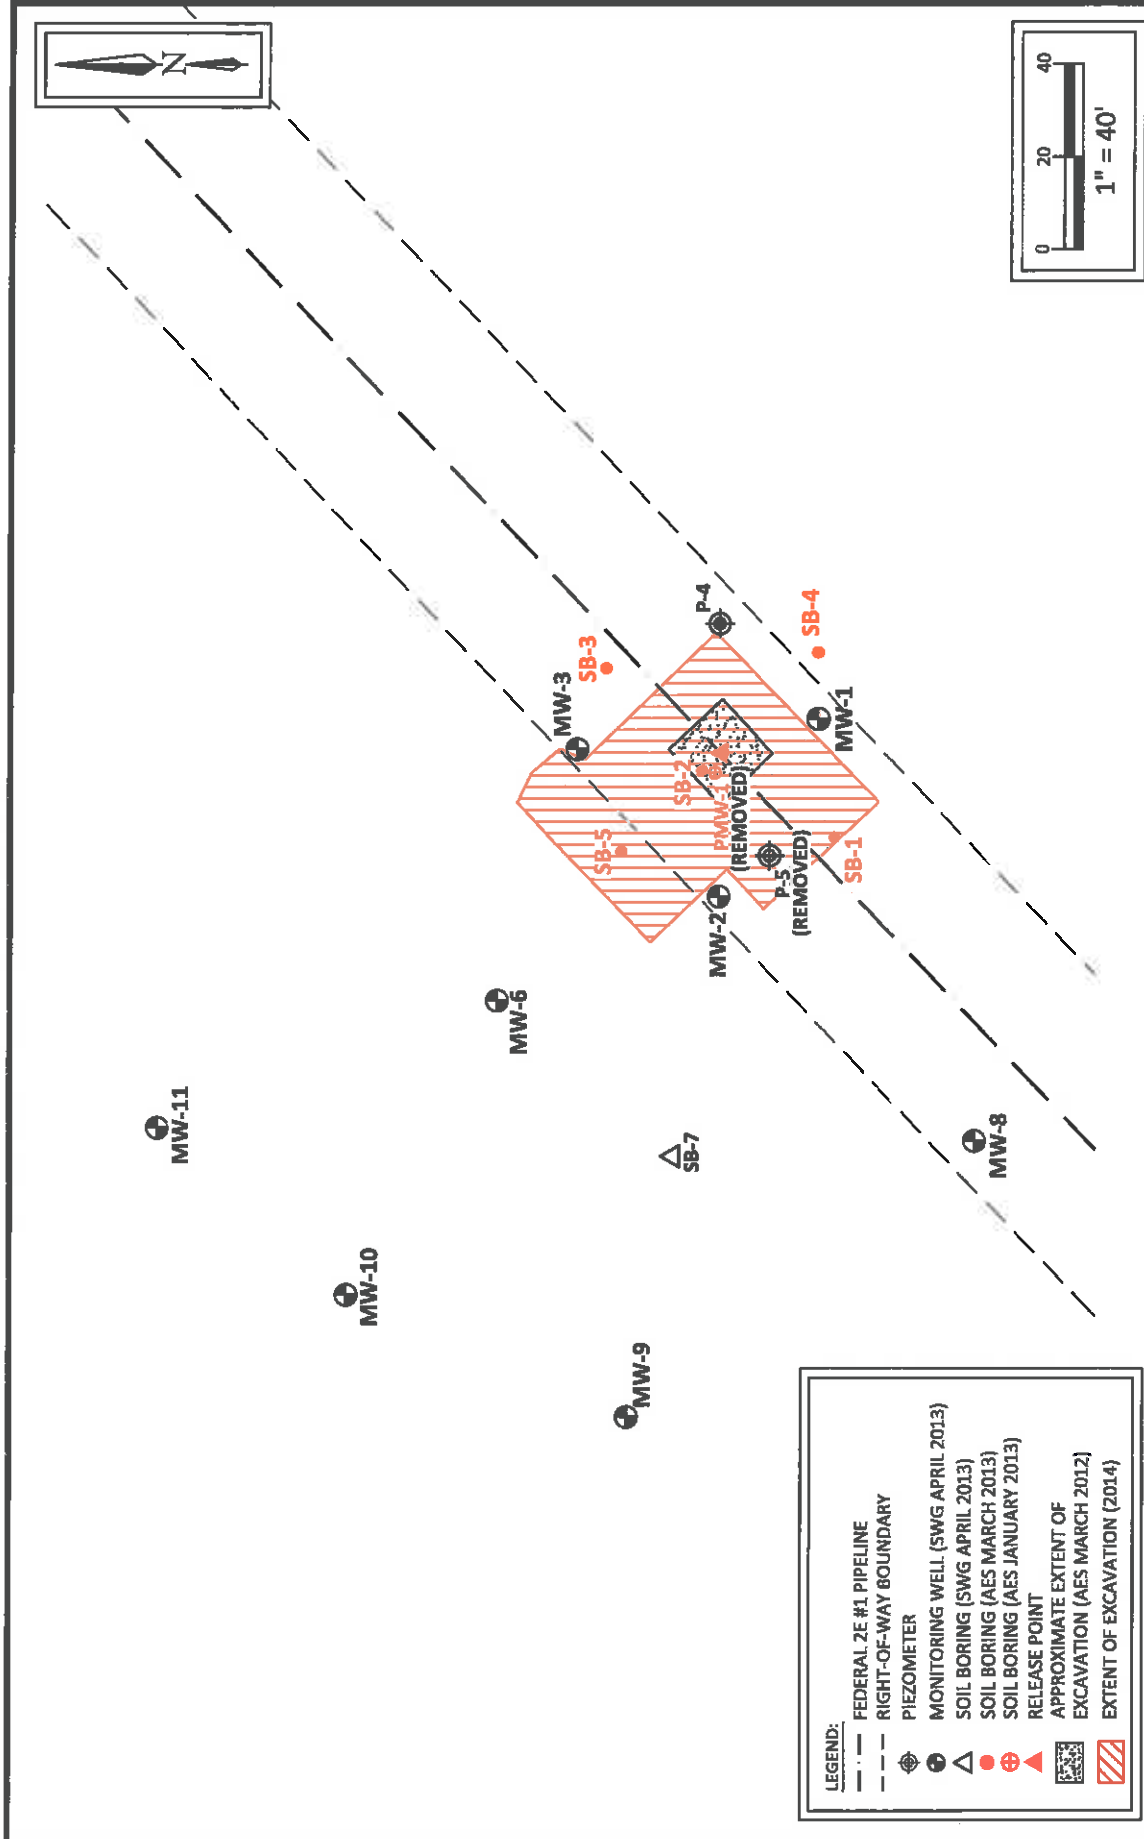 N
MW-11
MW-10
MW-6
MW-3
SB-3
SB-5
MW-9
SB-7
MW-2
SB-2
PMW-1
(REMOVED)
P-4
P-5
(REMOVED)
SB-4
MW-1
SB-1
MW-8
0 20 40
1" = 40'
LEGEND:
FEDERAL 2E #1 PIPELINE
RIGHT-OF-WAY BOUNDARY
PIEZOMETER
MONITORING WELL (SWG APRIL 2013)
SOIL BORING (SWG APRIL 2013)
SOIL BORING (AES MARCH 2013)
SOIL BORING (AES JANUARY 2013)
RELEASE POINT
APPROXIMATE EXTENT OF
EXCAVATION (AES MARCH 2012)
EXTENT OF EXCAVATION (2014)